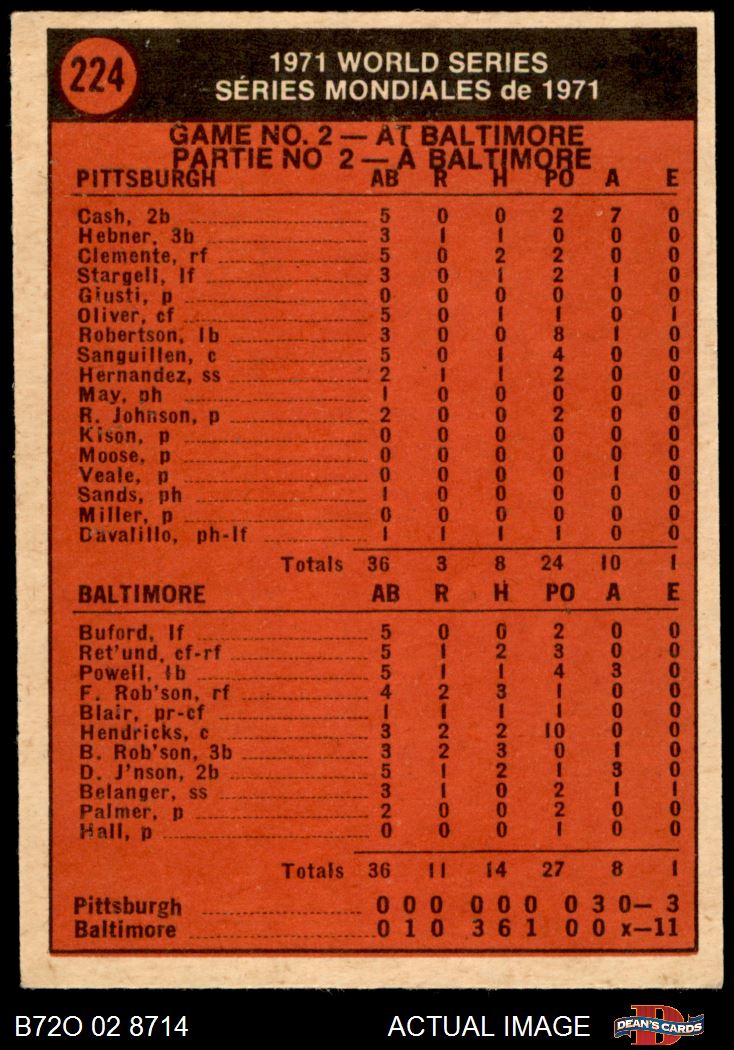 224
1971 WORLD SERIES
SÉRIES MONDIALES de 1971
GAME NO. 2 — AT BALTIMORE
PARTIE NO 2 — A BALTIMORE
PITTSBURGH AB R H PO A E
Cash, 2b 5 0 0 2 7 0
Hebner, 3b 3 1 1 0 0 0
Clemente, rf 5 0 2 2 0 0
Stargell, lf 3 0 1 2 1 0
Giusti, p 0 0 0 0 0 0
Oliver, cf 5 0 1 1 0 1
Robertson, 1b 3 0 0 8 1 0
Sanguillen, c 5 0 1 4 0 0
Hernandez, ss 2 1 1 2 0 0
May, ph 1 0 0 0 0 0
R. Johnson, p 2 0 0 2 0 0
Kison, p 0 0 0 0 0 0
Moose, p 0 0 0 0 0 0
Veale, p 0 0 0 0 1 0
Sands, ph 1 0 0 0 0 0
Miller, p 0 0 0 0 0 0
Davalillo, ph-lf 1 1 1 1 0 0
Totals 36 3 8 24 10 1
BALTIMORE AB R H PO A E
Buford, lf 5 0 0 2 0 0
Ret'und, cf-rf 5 1 2 3 0 0
Powell, 1b 5 1 1 4 3 0
F. Rob'son, rf 4 2 3 1 0 0
Blair, pr-cf 1 1 1 1 0 0
Hendricks, c 3 2 2 10 0 0
B. Rob'son, 3b 3 2 3 0 1 0
D. J'nson, 2b 5 1 2 1 3 0
Belanger, ss 3 1 0 2 1 1
Palmer, p 2 0 0 2 0 0
Hall, p 0 0 0 1 0 0
Totals 36 11 14 27 8 1
Pittsburgh 0 0 0 0 0 0 0 3 0— 3
Baltimore 0 1 0 3 6 1 0 0 x—11
B72O 02 8714 ACTUAL IMAGE D DEAN'S CARDS